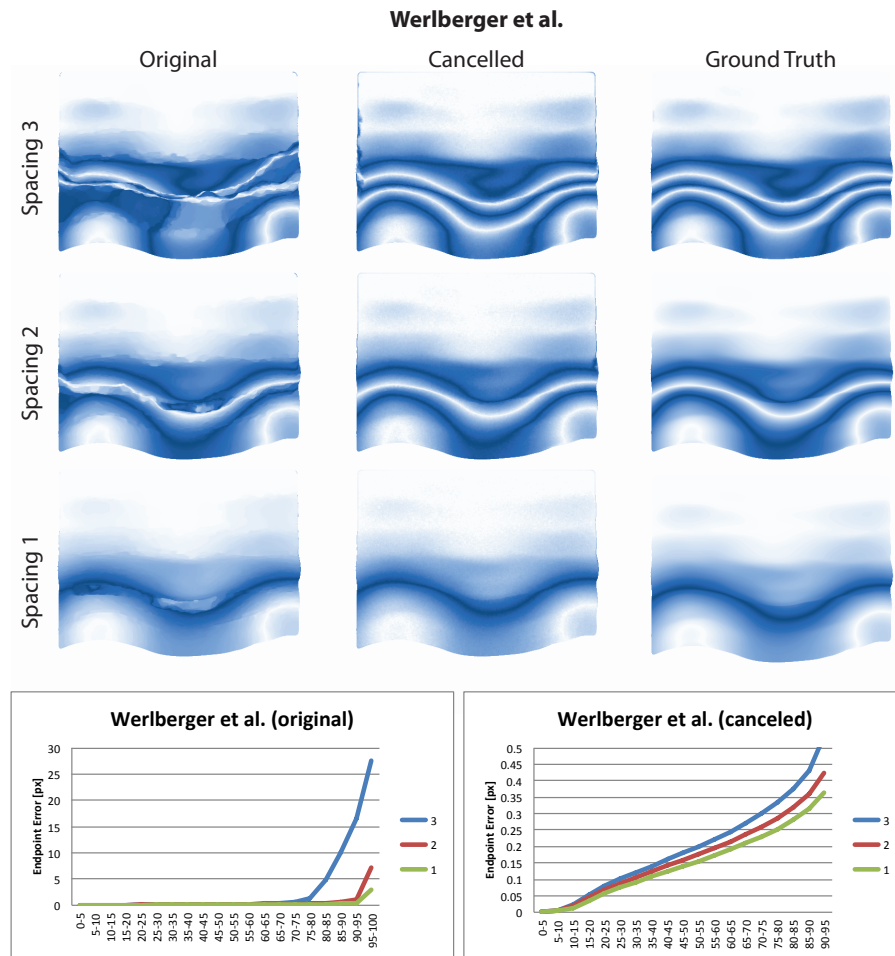 Werlberger et al.
Original Cancelled Ground Truth
Spacing 3
Spacing 2
Spacing 1
Werlberger et al. (original)
Endpoint Error [px]
30
25
20
15
10
5
0
0-5 5-10 10-15 15-20 20-25 25-30 30-35 35-40 40-45 45-50 50-55 55-60 60-65 65-70 70-75 75-80 80-85 85-90 90-95 95-100
3
2
1
Werlberger et al. (canceled)
Endpoint Error [px]
0.5
0.45
0.4
0.35
0.3
0.25
0.2
0.15
0.1
0.05
0
0-5 5-10 10-15 15-20 20-25 25-30 30-35 35-40 40-45 45-50 50-55 55-60 60-65 65-70 70-75 75-80 80-85 85-90 90-95
3
2
1